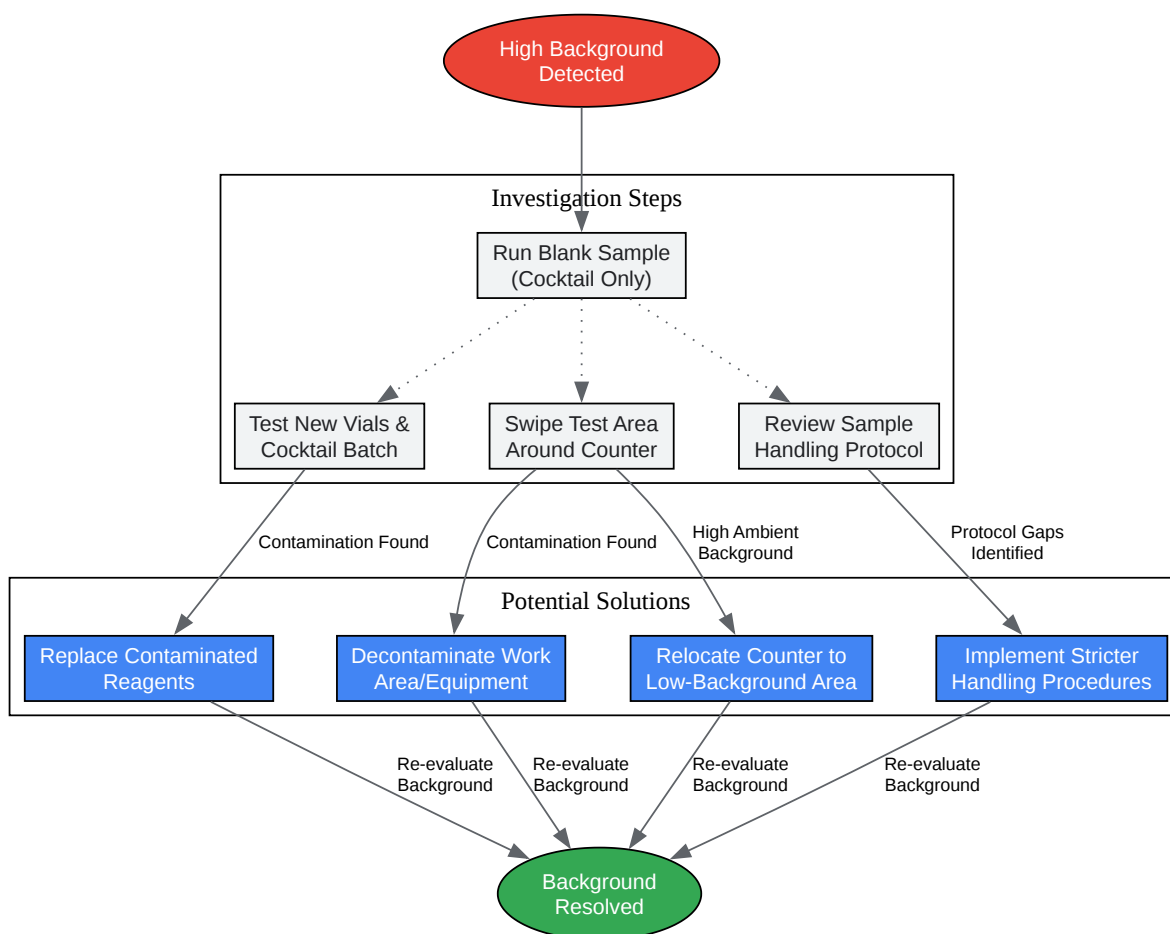 High Background
Detected
Investigation Steps
Run Blank Sample
(Cocktail Only)
Test New Vials &
Cocktail Batch
Swipe Test Area
Around Counter
Review Sample
Handling Protocol
Contamination Found
Contamination Found
High Ambient
Background
Protocol Gaps
Identified
Potential Solutions
Replace Contaminated
Reagents
Decontaminate Work
Area/Equipment
Relocate Counter to
Low-Background Area
Implement Stricter
Handling Procedures
Re-evaluate
Background
Re-evaluate
Background
Re-evaluate
Background
Re-evaluate
Background
Background
Resolved